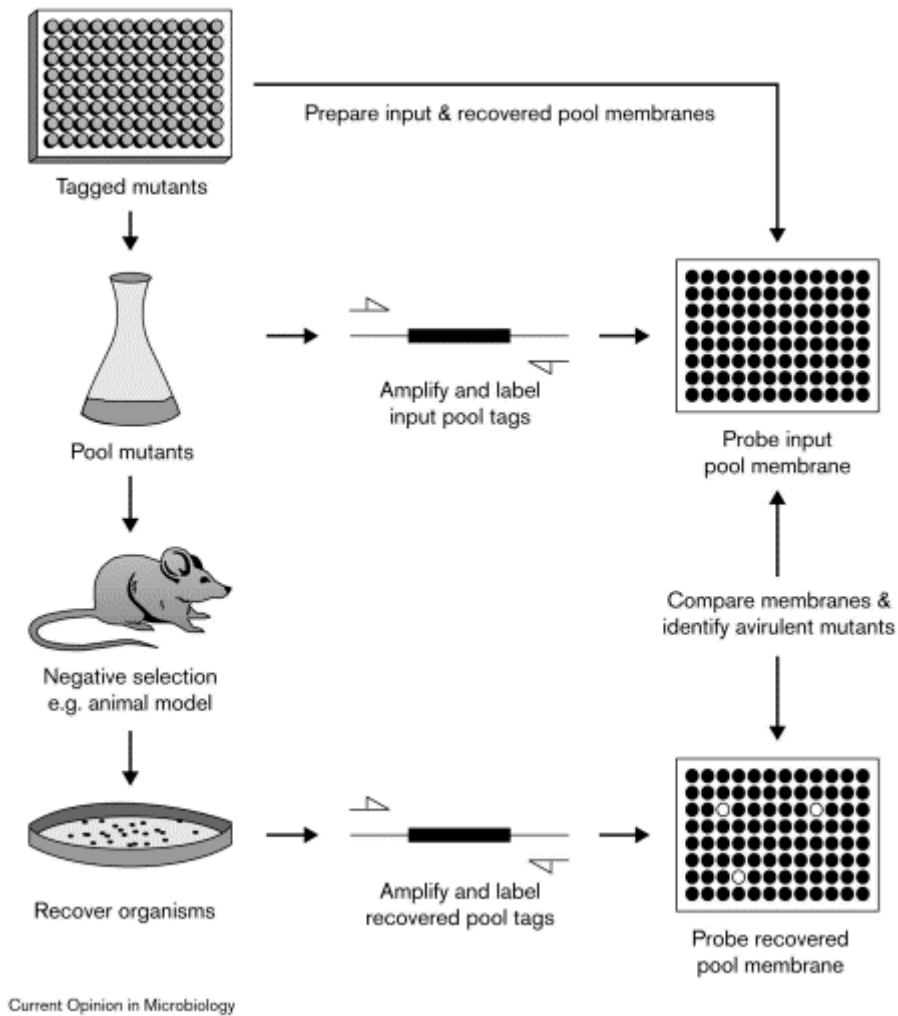 Prepare input & recovered pool membranes
Tagged mutants
Amplify and label
input pool tags
Pool mutants
Probe input
pool membrane
Compare membranes &
identify avirulent mutants
Negative selection
e.g. animal model
Amplify and label
recovered pool tags
Recover organisms
Probe recovered
pool membrane
Current Opinion in Microbiology